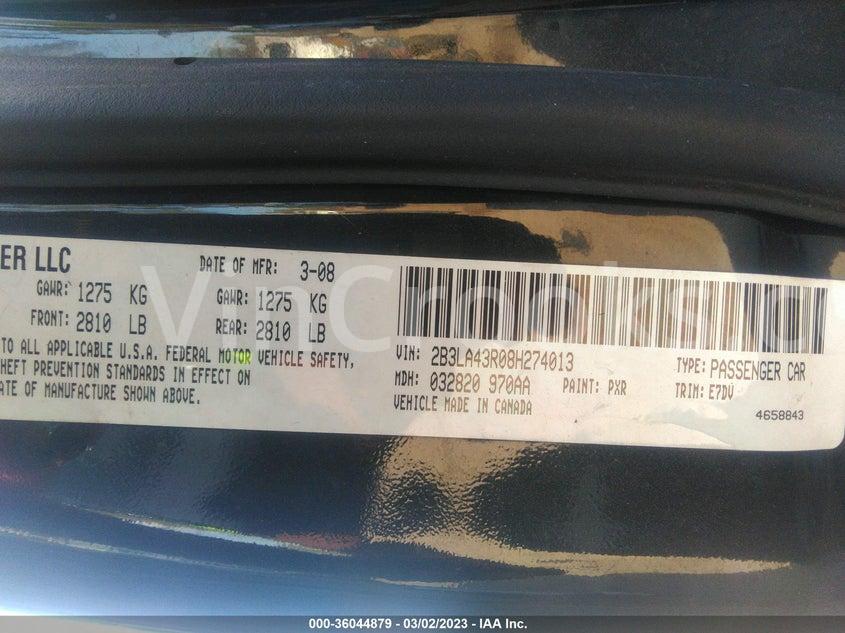 ER LLC
DATE OF MFR: 3-08
GAWR: 1275 KG
GAWR: 1275 KG
FRONT: 2810 LB
REAR: 2810 LB
TO ALL APPLICABLE U.S.A. FEDERAL MOTOR VEHICLE SAFETY,
HEFT PREVENTION STANDARDS IN EFFECT ON
ATE OF MANUFACTURE SHOWN ABOVE.
VIN: 2B3LA43R08H274013
TYPE: PASSENGER CAR
MDH: 032820 970AA
PAINT: PXR
TRIM: E7DV
VEHICLE MADE IN CANADA
4658843
VinCrooks.c
000-36044879 / 03/02/2023 - IAA Inc.